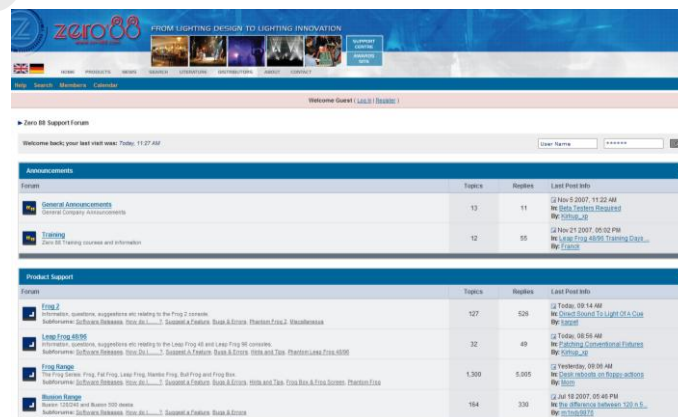 zero'88
www.zero88.com
FROM LIGHTING DESIGN TO LIGHTING INNOVATION
SUPPORT CENTRE
AWARDS SITE
HOME PRODUCTS NEWS SEARCH LITERATURE DISTRIBUTORS ABOUT CONTACT
Help Search Members Calendar
Welcome Guest ( Log In | Register )
Zero 88 Support Forum
Welcome back; your last visit was: Today, 11:27 AM
User Name ******
Announcements
Forum Topics Replies Last Post Info
General Announcements
General Company Announcements
13 11
Nov 5 2007, 11:22 AM
In: Beta Testers Required
By: Kirkup_xp
Training
Zero 88 Training courses and information
12 55
Nov 21 2007, 05:02 PM
In: Leap Frog 48/96 Training Days ...
By: Franck
Product Support
Forum Topics Replies Last Post Info
Frog 2
Information, questions, suggestions etc relating to the Frog 2 console.
Subforums: Software Releases, How do I......?, Suggest a Feature, Bugs & Errors, Phantom Frog 2, Miscellaneous
127 526
Today, 09:14 AM
In: Direct Sound To Light Of A Cue
By: karpet
Leap Frog 48/96
Information, questions, suggestions etc relating to the Leap Frog 48 and Leap Frog 96 consoles.
Subforums: Software Releases, How Do I......?, Suggest A Feature, Bugs & Errors, Hints and Tips, Phantom Leap Frog 48/96
32 49
Today, 08:56 AM
In: Patching Conventional Fixtures
By: Kirkup_xp
Frog Range
The Frog Series: Frog, Fat Frog, Leap Frog, Mambo Frog, Bull Frog and Frog Box.
Subforums: Software Releases, How do I......?, Suggest a Feature, Bugs & Errors, Hints and Tips, Frog Box & Frog Screen, Phantom Frog
1,300 5,005
Yesterday, 09:06 AM
In: Desk reboots on floppy-actions
By: Morn
Illusion Range
Illusion 120/240 and Illusion 500 desks
Subforums: Software Releases, How do I......?, Suggest a Feature, Bugs & Errors
164 330
Jul 18 2007, 05:46 PM
In: the difference between 120 n 5...